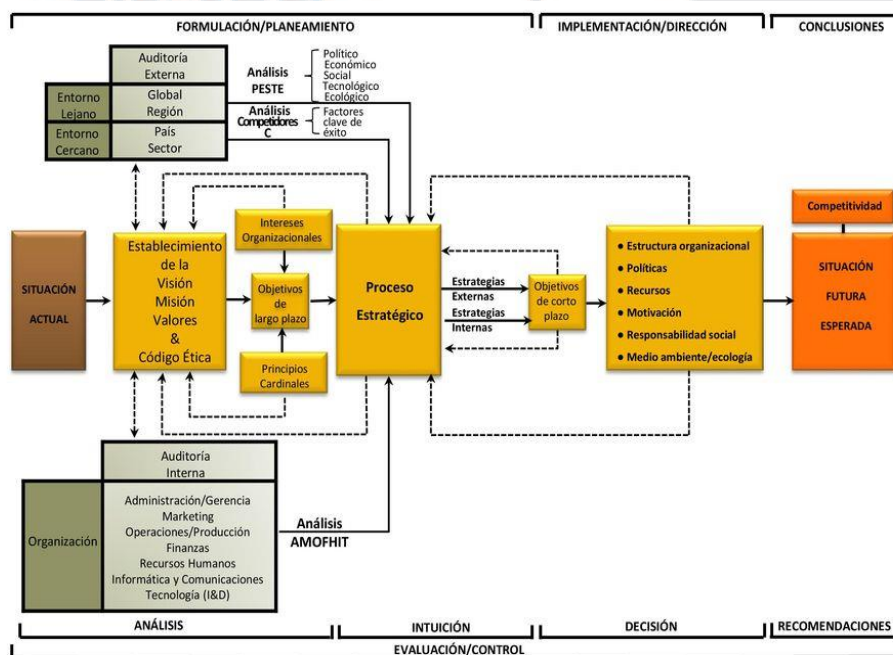 FORMULACIÓN/PLANEAMIENTO
IMPLEMENTACIÓN/DIRECCIÓN
CONCLUSIONES
Auditoría
Externa
Entorno
Lejano
Global
Región
Entorno
Cercano
País
Sector
Análisis
PESTE
Político
Económico
Social
Tecnológico
Ecológico
Análisis
Competidores
C
Factores
clave de
éxito
SITUACIÓN
ACTUAL
Establecimiento
de la
Visión
Misión
Valores
&
Código Ética
Intereses
Organizacionales
Objetivos
de
largo plazo
Principios
Cardinales
Proceso
Estratégico
Estrategias
Externas
Estrategias
Internas
Objetivos
de corto
plazo
● Estructura organizacional
● Políticas
● Recursos
● Motivación
● Responsabilidad social
● Medio ambiente/ecología
Competitividad
SITUACIÓN
FUTURA
ESPERADA
Auditoría
Interna
Organización
Administración/Gerencia
Marketing
Operaciones/Producción
Finanzas
Recursos Humanos
Informática y Comunicaciones
Tecnología (I&D)
Análisis
AMOFHIT
ANÁLISIS
INTUICIÓN
DECISIÓN
RECOMENDACIONES
EVALUACIÓN/CONTROL